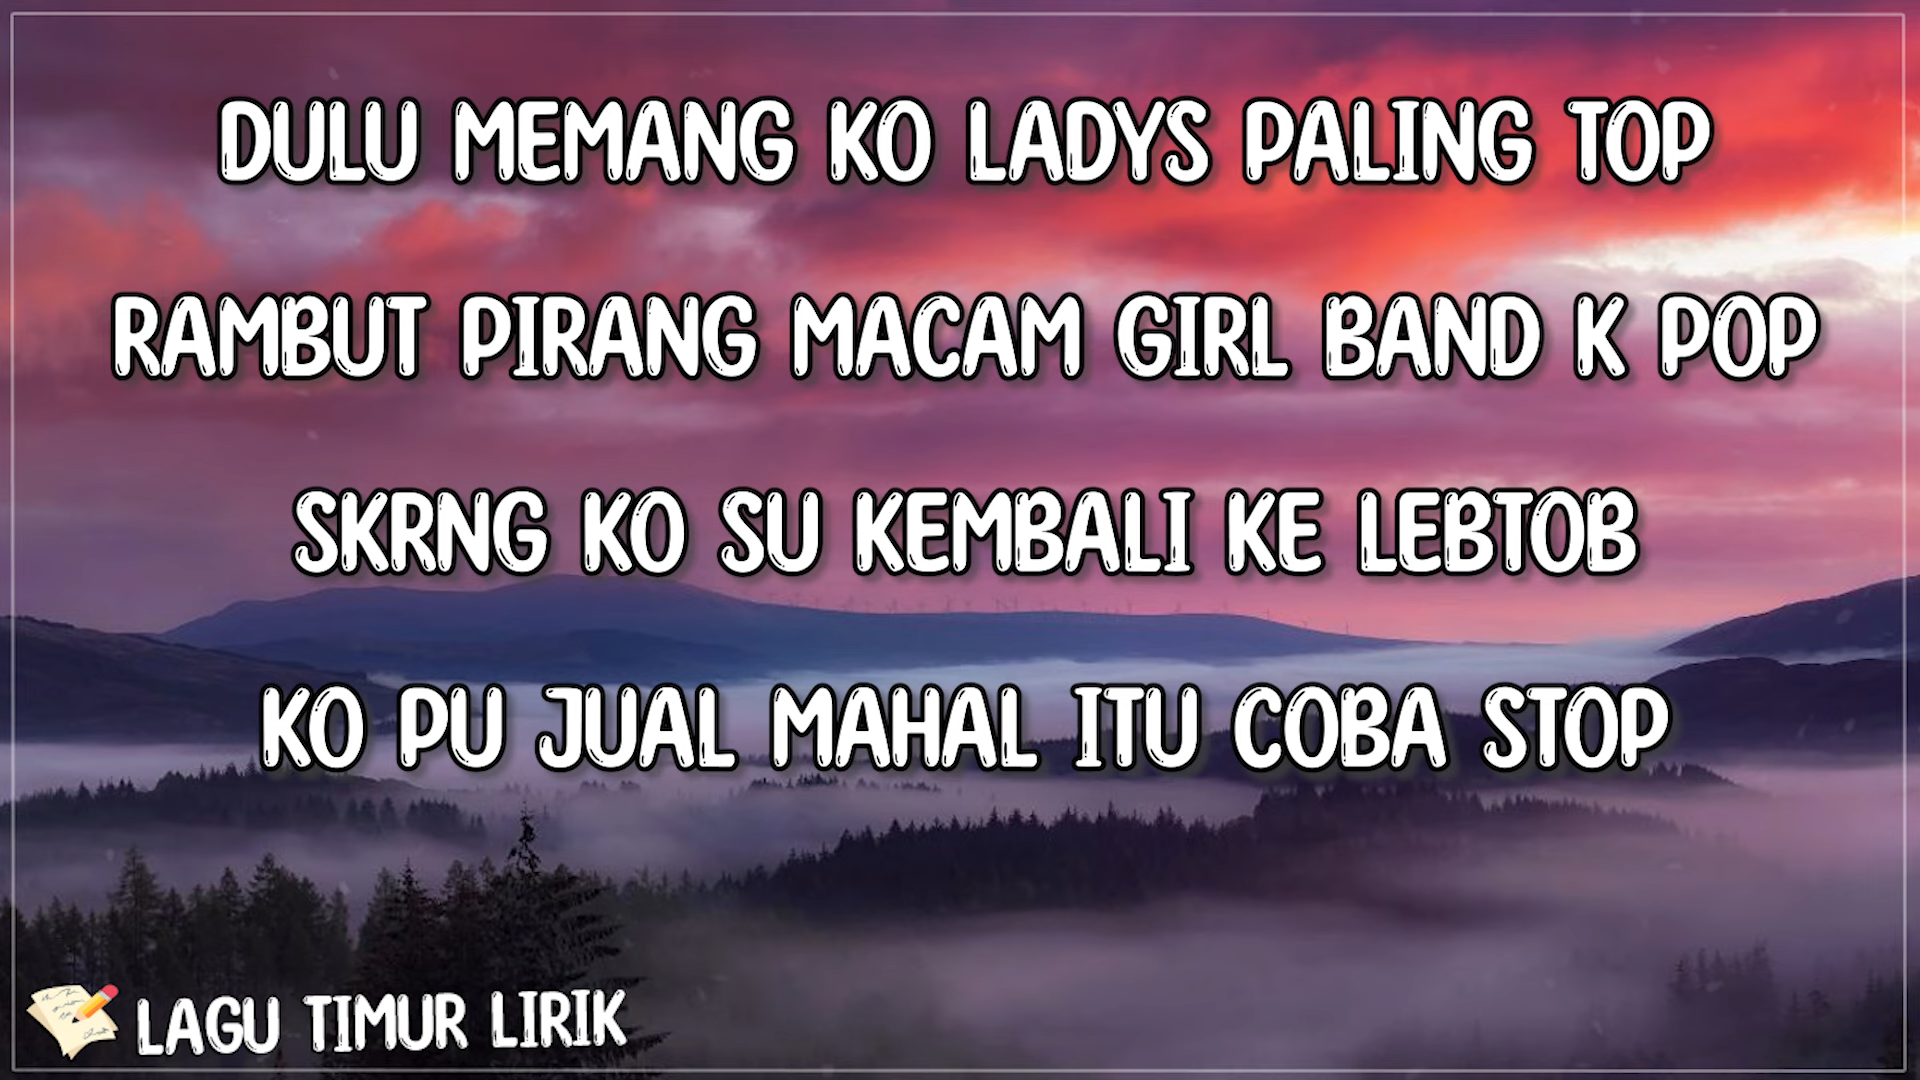 DULU MEMANG KO LADYS PALING TOP
RAMBUT PIRANG MACAM GIRL BAND K POP
SKRNG KO SU KEMBALI KE LEBTOB
KO PU JUAL MAHAL ITU COBA STOP
LAGU TIMUR LIRIK